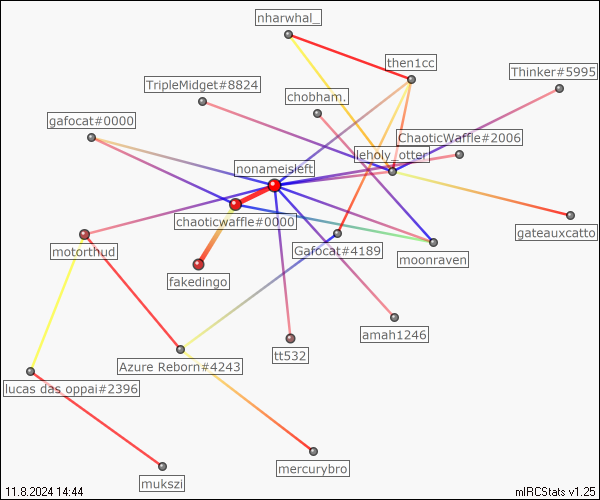 nharwhal_
then1cc
Thinker#5995
TripleMidget#8824
chobham.
gafocat#0000
ChaoticWaffle#2006
leholy_otter
nonameisleft
chaoticwaffle#0000
gateauxcatto
motorthud
Gafocat#4189
moonraven
fakedingo
amah1246
tt532
Azure Reborn#4243
lucas das oppai#2396
mercurybro
mukszi
11.8.2024 14:44
mIRCStats v1.25